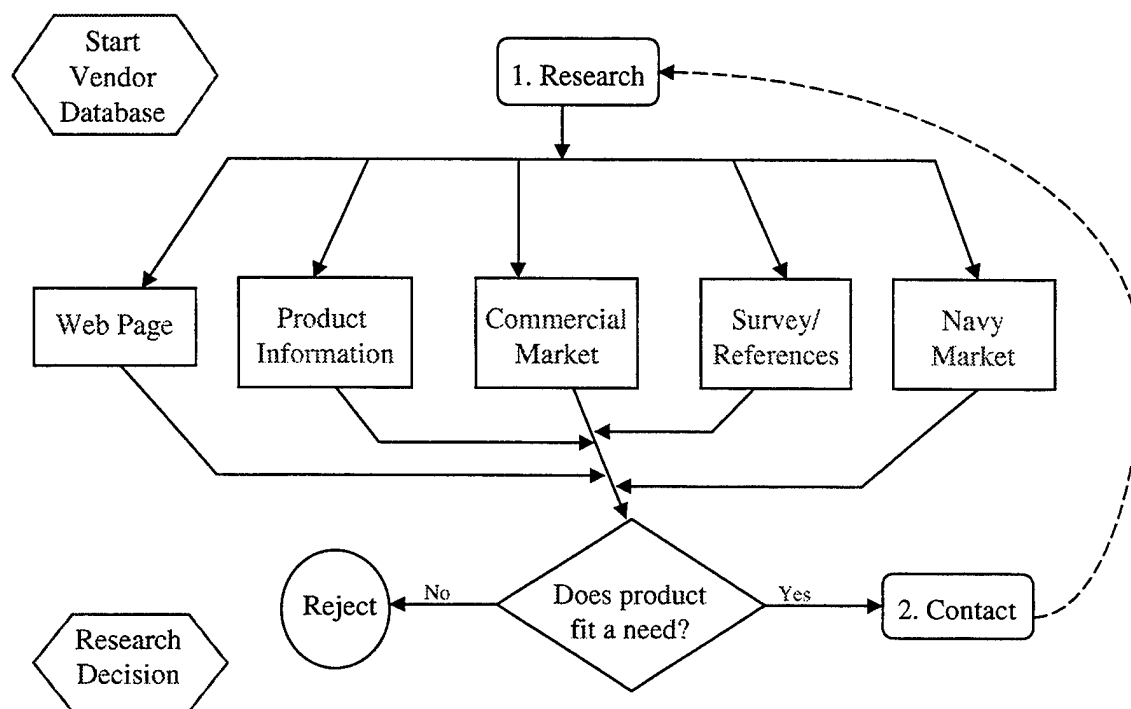 Start
Vendor
Database
1. Research
Web Page
Product
Information
Commercial
Market
Survey/
References
Navy
Market
Reject
No
Does product
fit a need?
Yes
2. Contact
Research
Decision